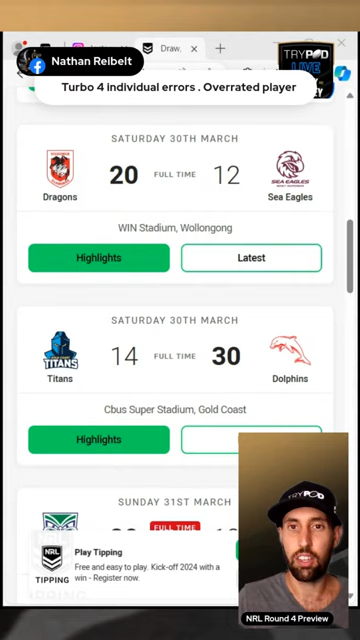 Draw,
Nathan Reibelt
TRYPOD
LIVE
Turbo 4 individual errors . Overrated player
SATURDAY 30TH MARCH
20 FULL TIME 12
Dragons Sea Eagles
SEA EAGLES
WIN Stadium, Wollongong
Highlights Latest
SATURDAY 30TH MARCH
14 FULL TIME 30
TITANS
Titans Dolphins
Cbus Super Stadium, Gold Coast
Highlights
SUNDAY 31ST MARCH
FULL TIME
NRL
TIPPING
Play Tipping
Free and easy to play. Kick-off 2024 with a
win - Register now.
TRYPOD
NRL Round 4 Preview